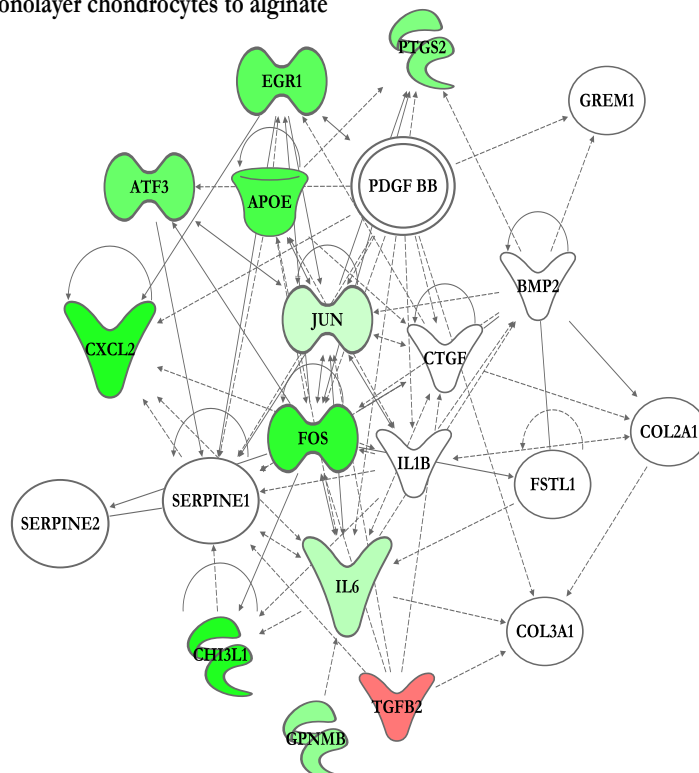 onolayer chondrocytes to alginate
PTGS2
EGR1
GREM1
ATF3
APOE
PDGF BB
BMP2
JUN
CXCL2
CTGF
COL2A1
FOS
IL1B
FSTL1
SERPINE1
SERPINE2
IL6
COL3A1
CHI3L1
TGFB2
GPNMB